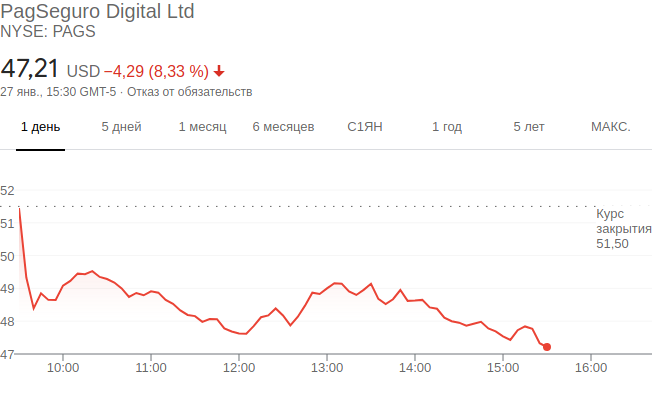 PagSeguro Digital Ltd
NYSE: PAGS
47,21 USD −4,29 (8,33 %)
27 янв., 15:30 GMT-5 · Отказ от обязательств
1 день 5 дней 1 месяц 6 месяцев С1ЯН 1 год 5 лет МАКС.
52
51
50
49
48
47
Курс
закрытия
51,50
10:00 11:00 12:00 13:00 14:00 15:00 16:00